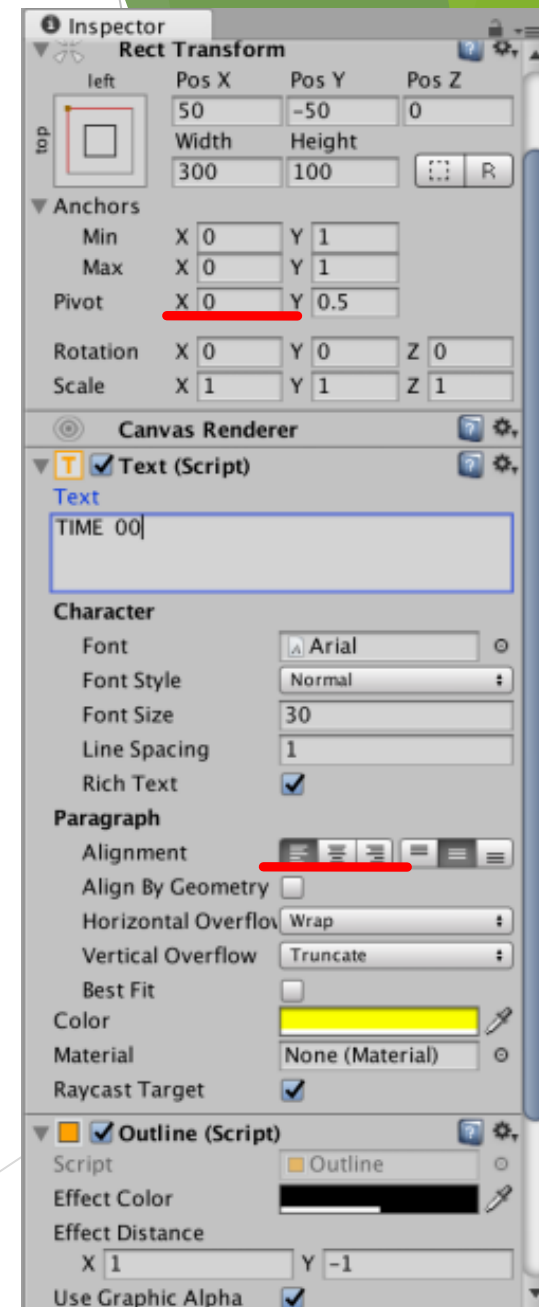 Inspector
Rect Transform
left Pos X Pos Y Pos Z
50 -50 0
top
Width Height
300 100 R
Anchors
Min X 0 Y 1
Max X 0 Y 1
Pivot X 0 Y 0.5
Rotation X 0 Y 0 Z 0
Scale X 1 Y 1 Z 1
Canvas Renderer
T Text (Script)
Text
TIME 00
Character
Font Arial
Font Style Normal
Font Size 30
Line Spacing 1
Rich Text
Paragraph
Alignment
Align By Geometry
Horizontal Overflow Wrap
Vertical Overflow Truncate
Best Fit
Color
Material None (Material)
Raycast Target
Outline (Script)
Script Outline
Effect Color
Effect Distance
X 1 Y -1
Use Graphic Alpha